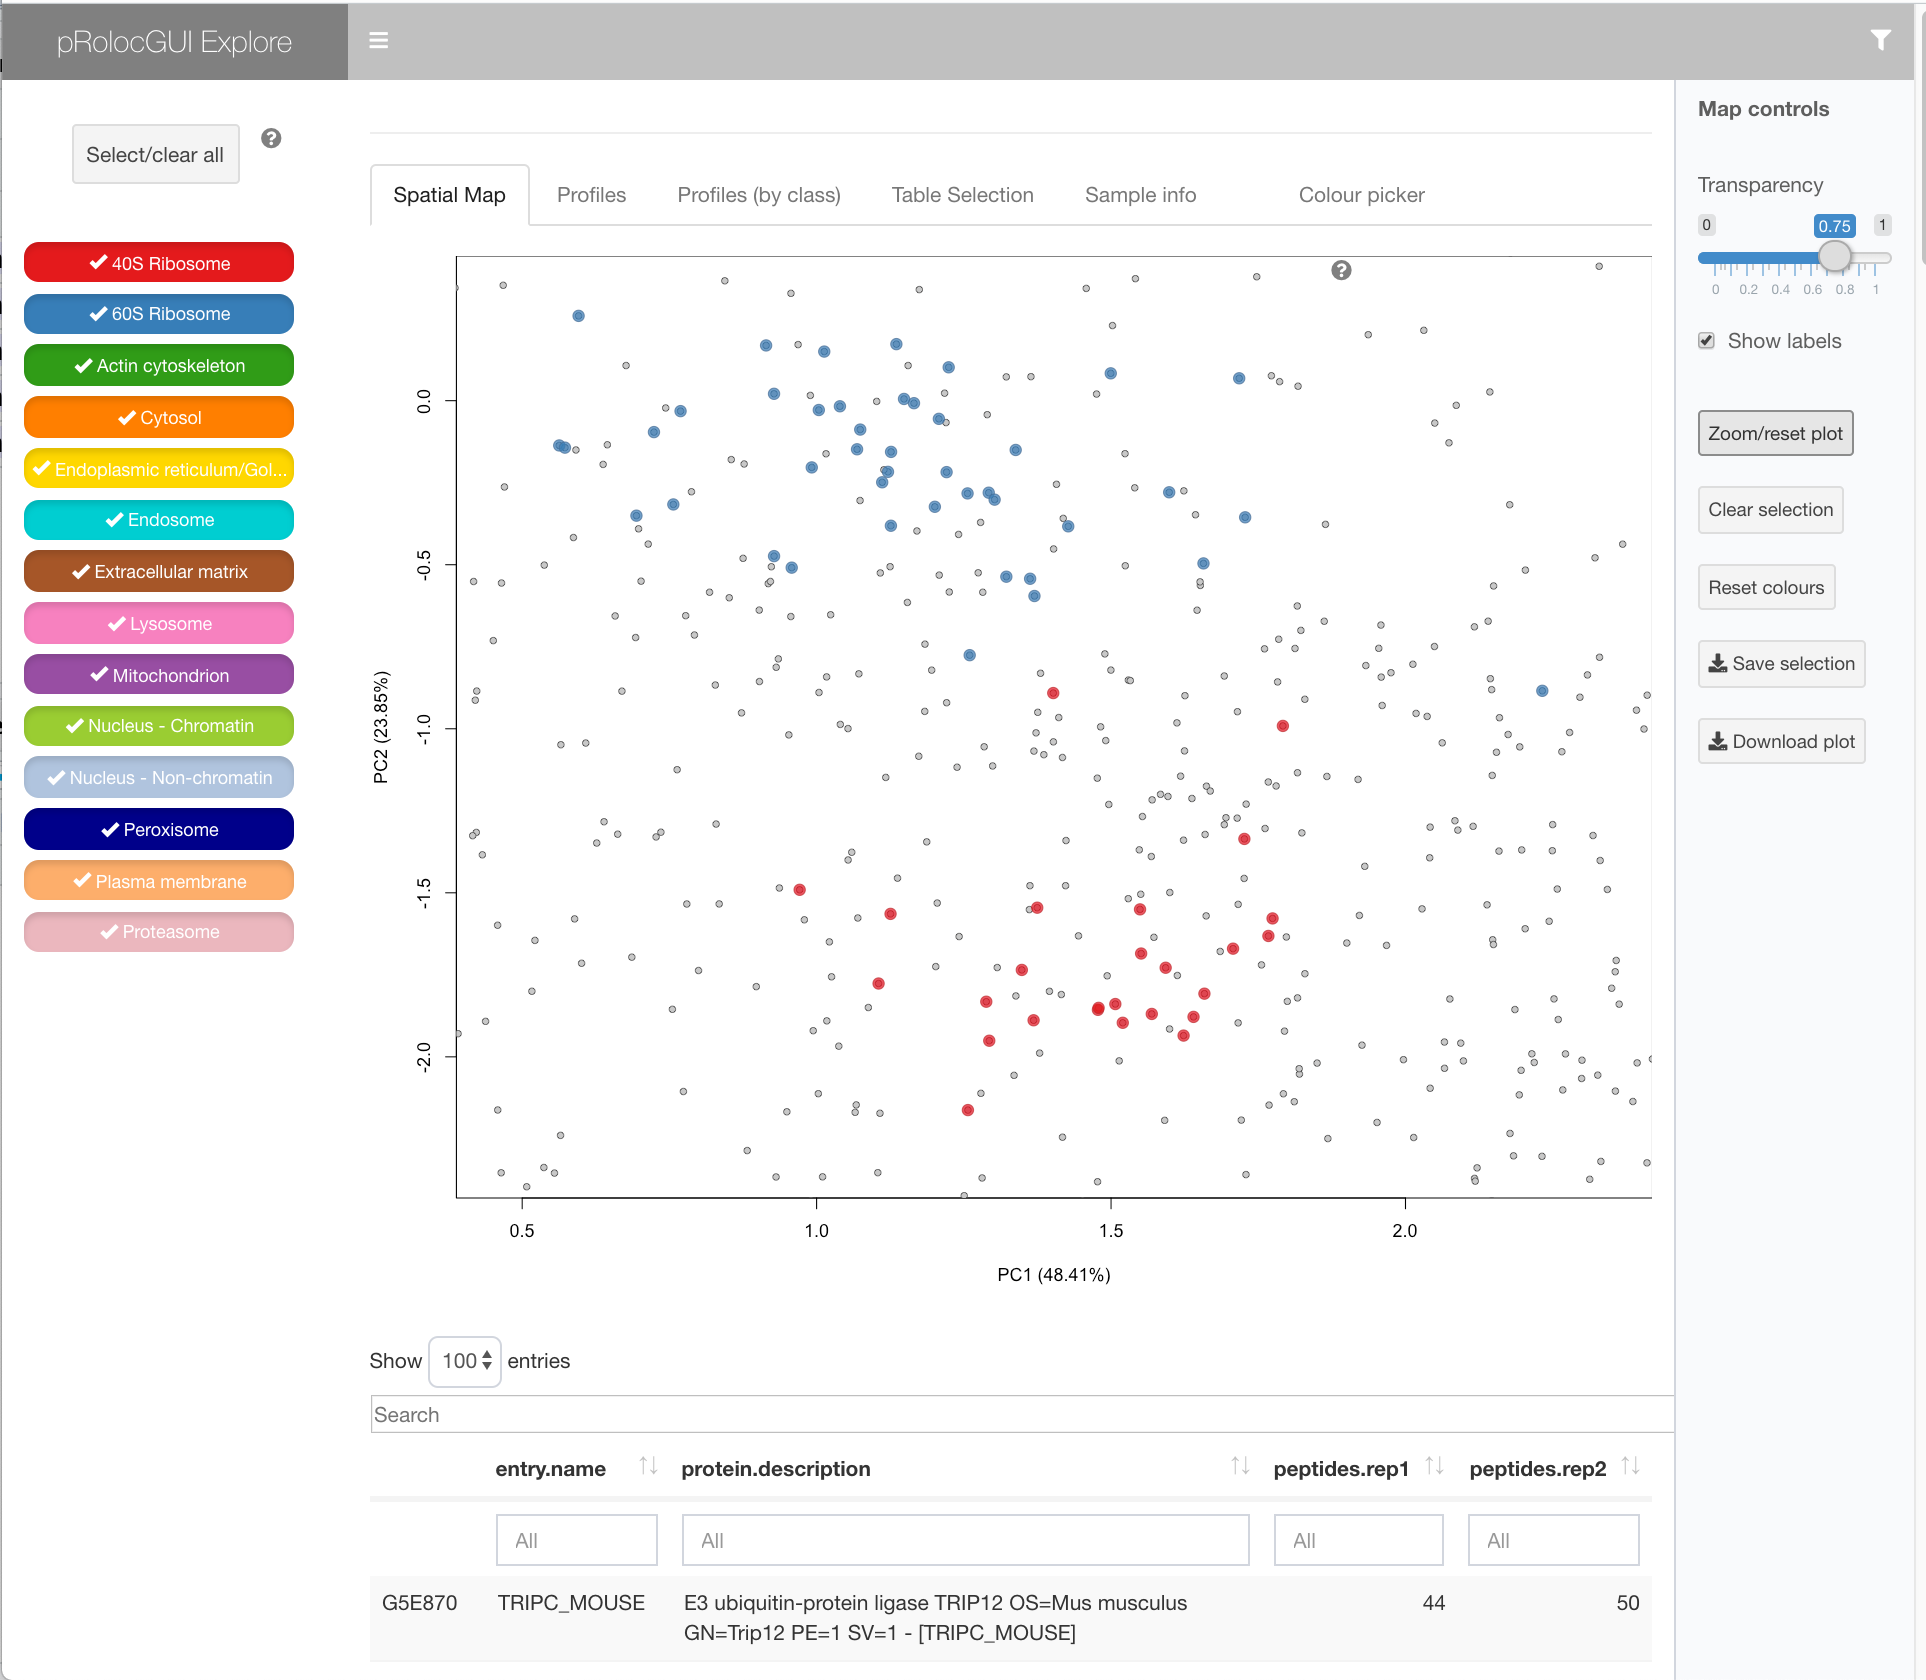 pRolocGUI Explore
Select/clear all
?
40S Ribosome
60S Ribosome
Actin cytoskeleton
Cytosol
Endoplasmic reticulum/Gol...
Endosome
Extracellular matrix
Lysosome
Mitochondrion
Nucleus - Chromatin
Nucleus - Non-chromatin
Peroxisome
Plasma membrane
Proteasome
Spatial Map Profiles Profiles (by class) Table Selection Sample info Colour picker
?
0.0
-0.5
-1.0
-1.5
-2.0
PC2 (23.85%)
0.5 1.0 1.5 2.0
PC1 (48.41%)
Map controls
Transparency
0 0.75 1
0 0.2 0.4 0.6 0.8 1
Show labels
Zoom/reset plot
Clear selection
Reset colours
Save selection
Download plot
Show 100 entries
Search
entry.name protein.description peptides.rep1 peptides.rep2
All All All All
G5E870 TRIPC_MOUSE E3 ubiquitin-protein ligase TRIP12 OS=Mus musculus 44 50
GN=Trip12 PE=1 SV=1 - [TRIPC_MOUSE]